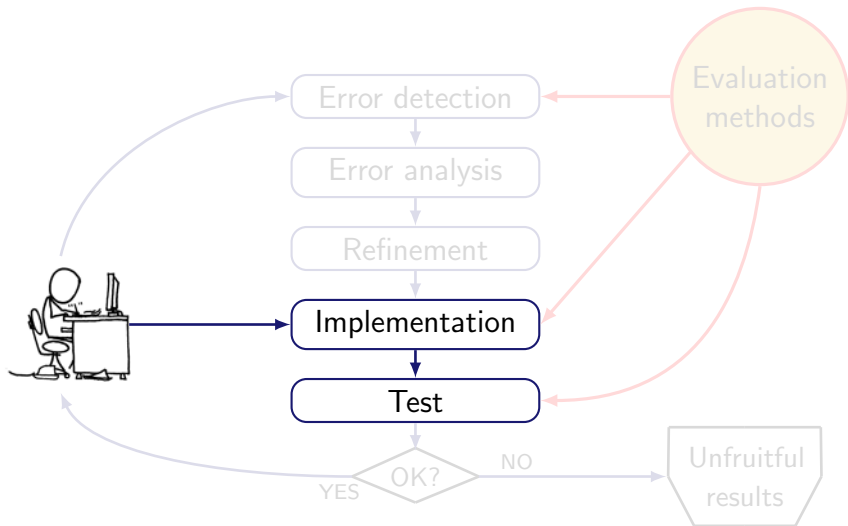 Error detection
Evaluation
methods
Error analysis
Refinement
Implementation
Test
OK?
YES
NO
Unfruitful
results